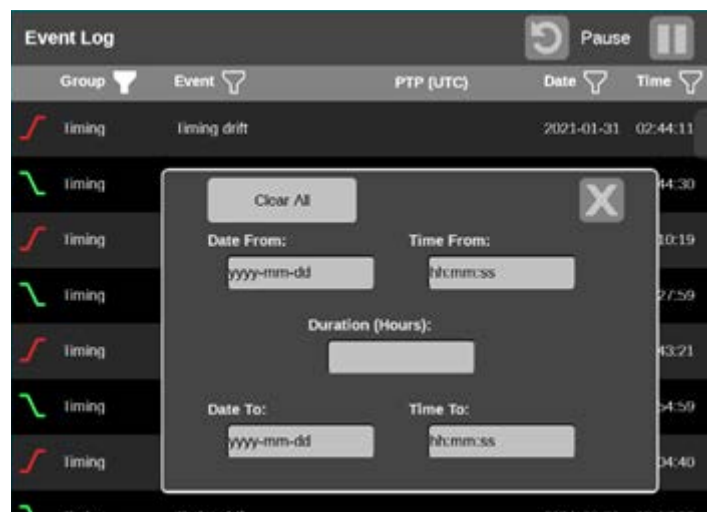 Event Log
Pause
Group Event PTP (UTC) Date Time
Timing Timing drift 2021-01-31 02:44:11
Timing 44:30
Clear All X
Timing 10:19
Date From: Time From:
yyyy-mm-dd hh:mm:ss
Timing 27:59
Duration (Hours):
Timing 43:21
Timing 54:59
Date To: Time To:
yyyy-mm-dd hh:mm:ss
Timing 04:40